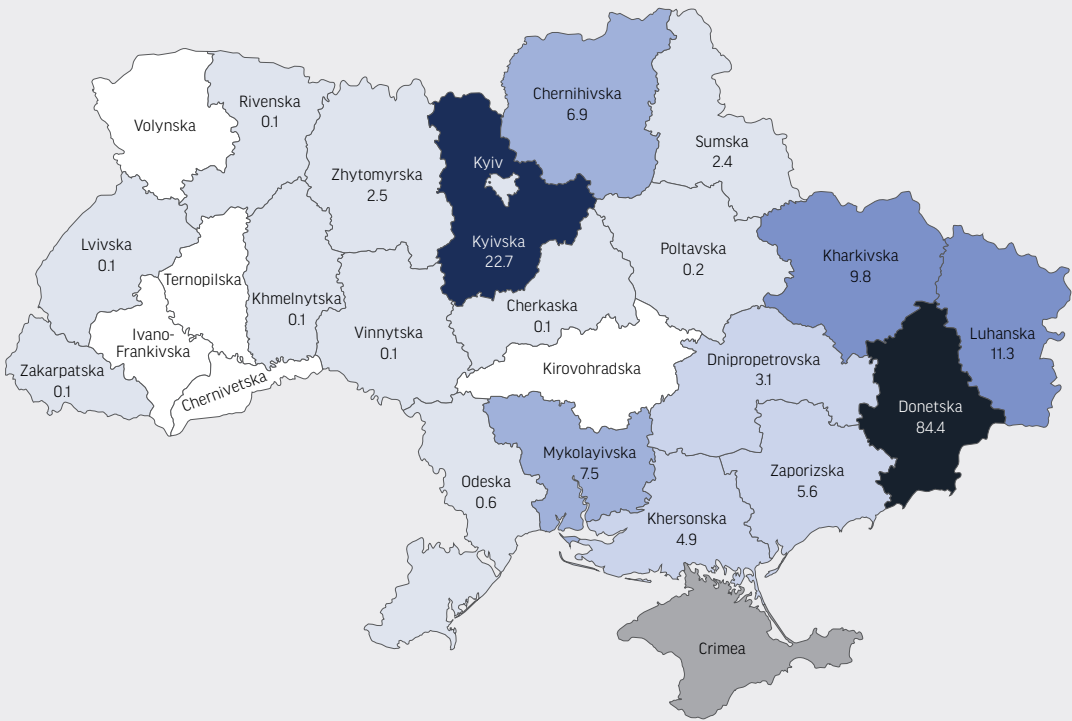 Chernihivska
6.9
Rivenska
0.1
Volynska
Sumska
2.4
Kyiv
Zhytomyrska
2.5
Kyivska
22.7
Lvivska
0.1
Poltavska
0.2
Kharkivska
9.8
Ternopilska
Khmelnytska
0.1
Cherkaska
0.1
Vinnytska
0.1
Ivano-
Frankivska
Luhanska
11.3
Zakarpatska
0.1
Chernivetska
Kirovohradska
Dnipropetrovska
3.1
Donetska
84.4
Mykolayivska
7.5
Zaporizska
5.6
Odeska
0.6
Khersonska
4.9
Crimea